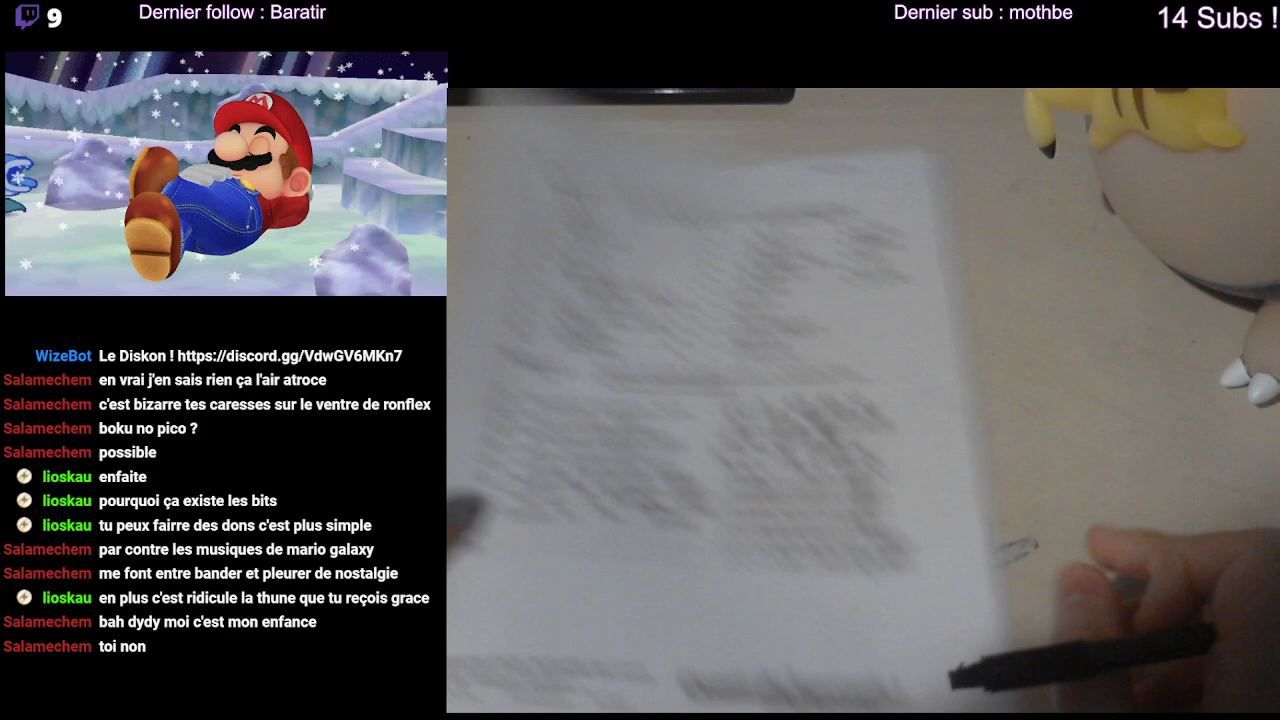 9
Dernier follow : Baratir
Dernier sub : mothbe
14 Subs !
M
WizeBot Le Diskon ! https://discord.gg/VdwGV6MKn7
Salamechem en vrai j'en sais rien ça l'air atroce
Salamechem c'est bizarre tes caresses sur le ventre de ronflex
Salamechem boku no pico ?
Salamechem possible
lioskau enfaite
lioskau pourquoi ça existe les bits
lioskau tu peux fairre des dons c'est plus simple
Salamechem par contre les musiques de mario galaxy
Salamechem me font entre bander et pleurer de nostalgie
lioskau en plus c'est ridicule la thune que tu reçois grace
Salamechem bah dydy moi c'est mon enfance
Salamechem toi non